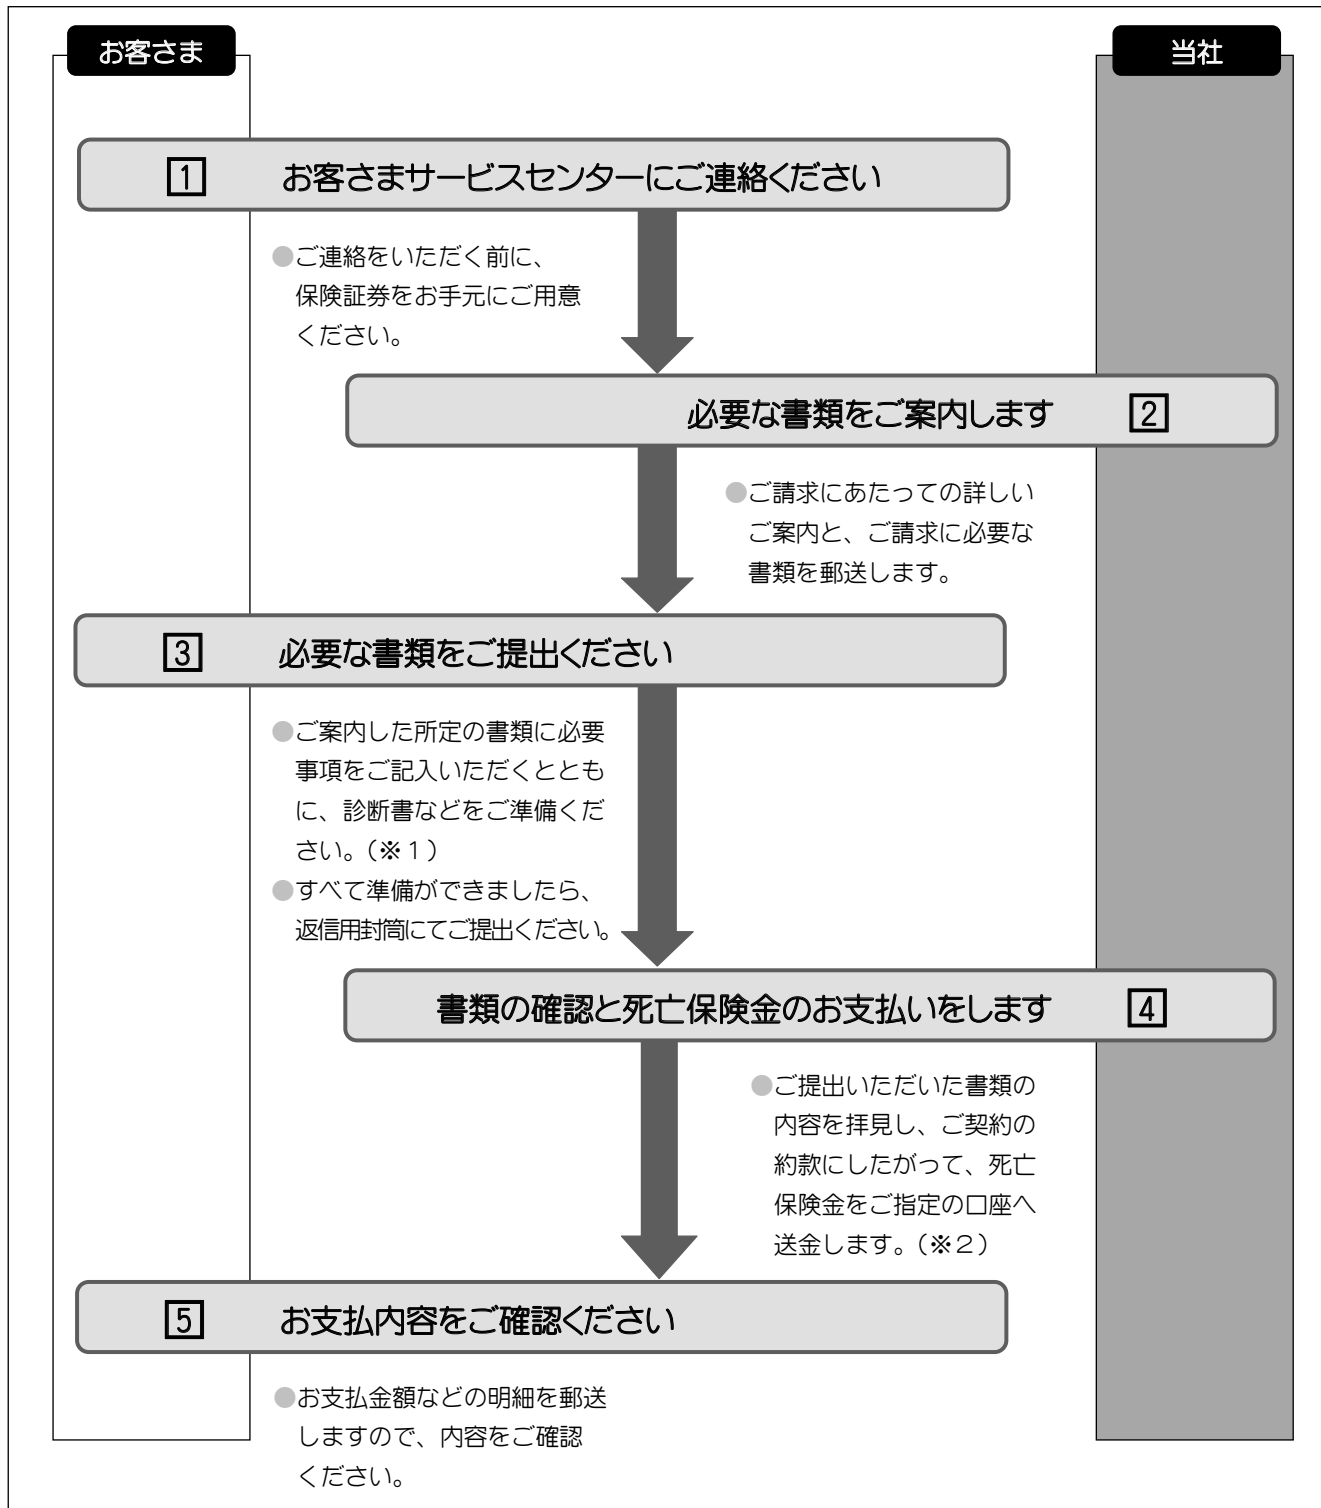 お客さま
当社
1 お客さまサービスセンターにご連絡ください
●ご連絡をいただく前に、
保険証券をお手元にご用意
ください。
必要な書類をご案内します 2
●ご請求にあたっての詳しい
ご案内と、ご請求に必要な
書類を郵送します。
3 必要な書類をご提出ください
●ご案内した所定の書類に必要
事項をご記入いただくととも
に、診断書などをご準備くだ
さい。(※1)
●すべて準備ができましたら、
返信用封筒にてご提出ください。
書類の確認と死亡保険金のお支払いをします 4
●ご提出いただいた書類の
内容を拝見し、ご契約の
約款にしたがって、死亡
保険金をご指定の口座へ
送金します。(※2)
5 お支払内容をご確認ください
●お支払金額などの明細を郵送
しますので、内容をご確認
ください。